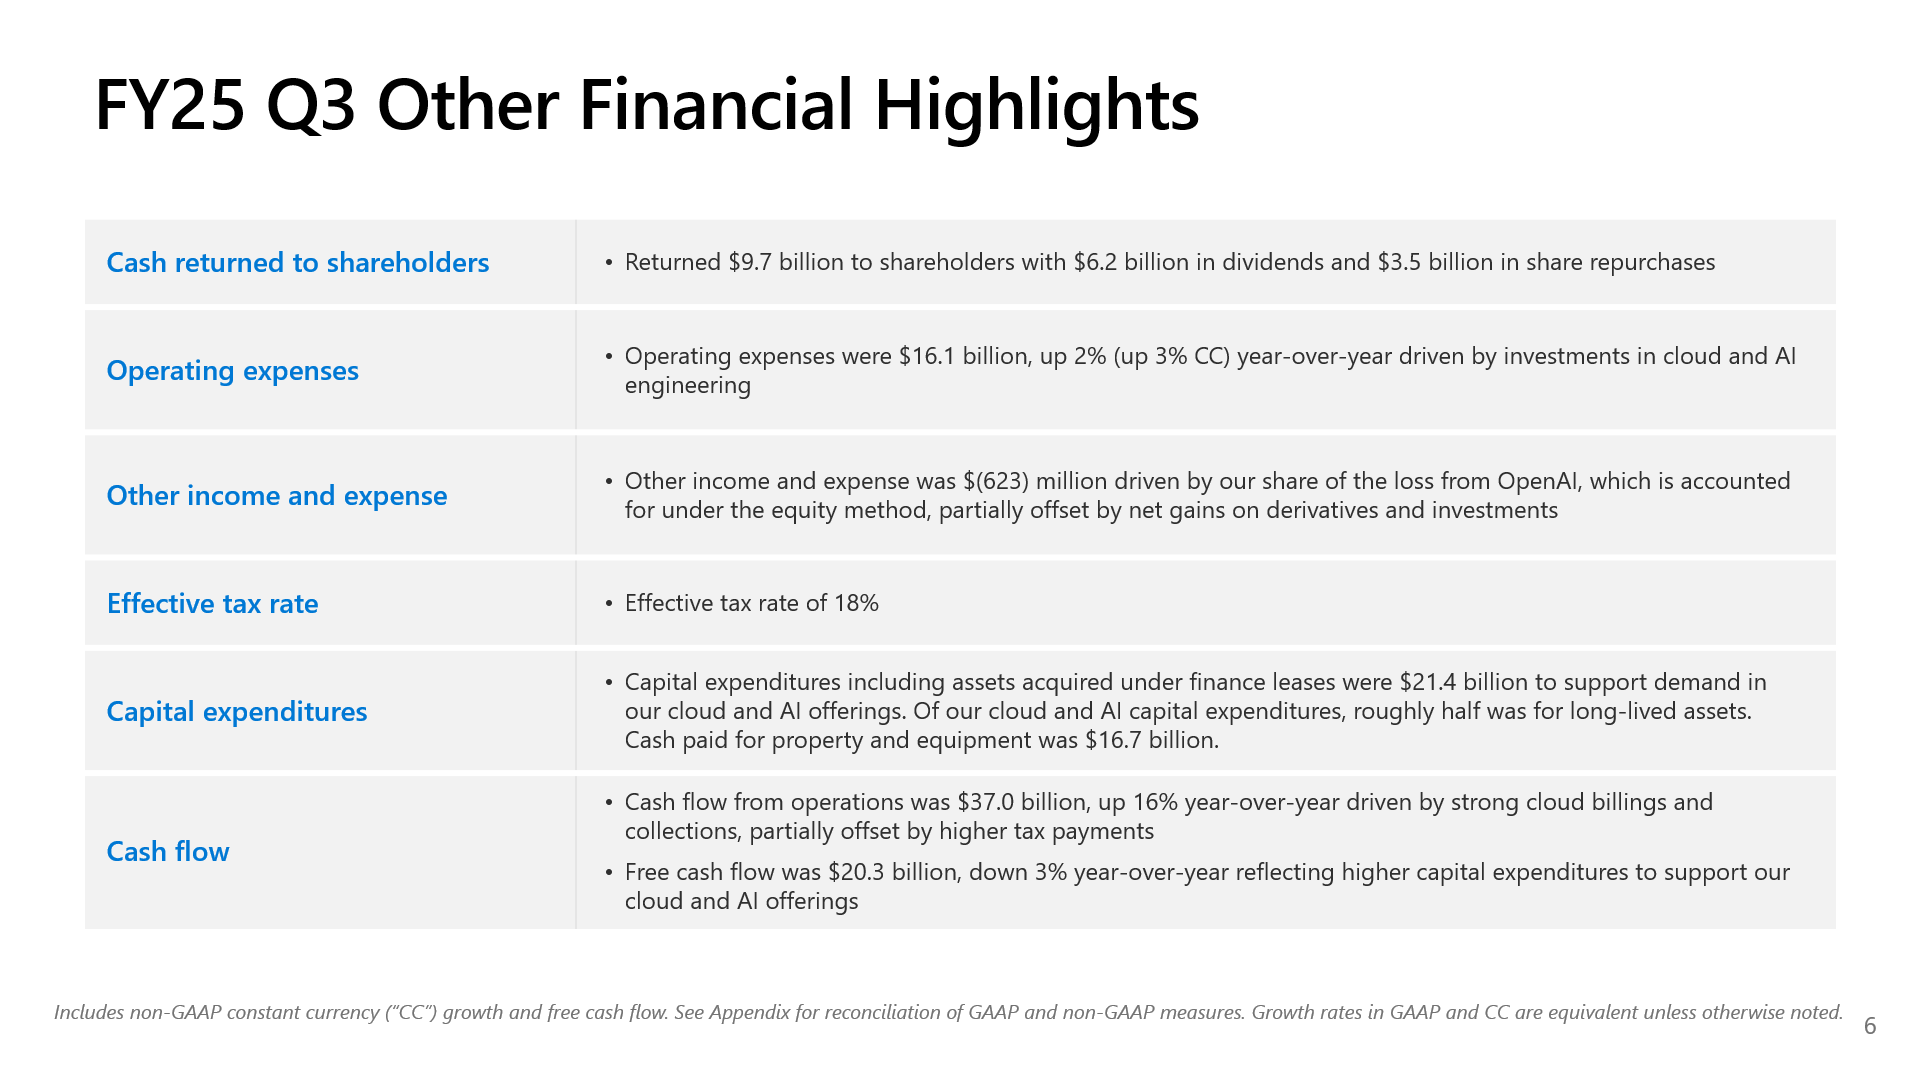 FY25 Q3 Other Financial Highlights
Cash returned to shareholders
• Returned $9.7 billion to shareholders with $6.2 billion in dividends and $3.5 billion in share repurchases
Operating expenses
• Operating expenses were $16.1 billion, up 2% (up 3% CC) year-over-year driven by investments in cloud and AI
engineering
Other income and expense
• Other income and expense was $(623) million driven by our share of the loss from OpenAI, which is accounted
for under the equity method, partially offset by net gains on derivatives and investments
Effective tax rate
• Effective tax rate of 18%
Capital expenditures
• Capital expenditures including assets acquired under finance leases were $21.4 billion to support demand in
our cloud and AI offerings. Of our cloud and AI capital expenditures, roughly half was for long-lived assets.
Cash paid for property and equipment was $16.7 billion.
Cash flow
• Cash flow from operations was $37.0 billion, up 16% year-over-year driven by strong cloud billings and
collections, partially offset by higher tax payments
• Free cash flow was $20.3 billion, down 3% year-over-year reflecting higher capital expenditures to support our
cloud and AI offerings
Includes non-GAAP constant currency (“CC”) growth and free cash flow. See Appendix for reconciliation of GAAP and non-GAAP measures. Growth rates in GAAP and CC are equivalent unless otherwise noted.
6